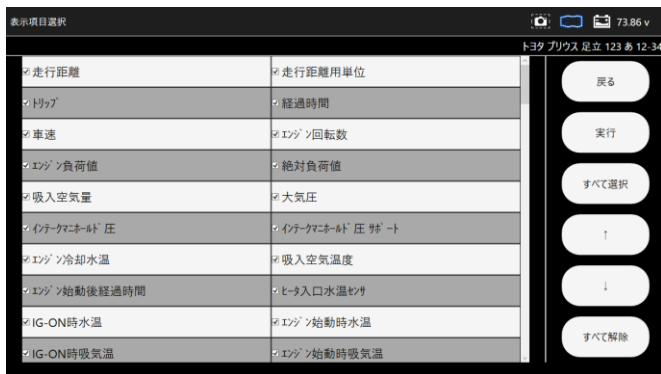 表示項目選択 73.86 v
トヨタ プリウス 足立 123 あ 12-34
走行距離 走行距離用単位
ﾄﾘｯﾌﾟ 経過時間
車速 ｴﾝｼﾞﾝ回転数
ｴﾝｼﾞﾝ負荷値 絶対負荷値
吸入空気量 大気圧
ｲﾝﾃｰｸﾏﾆﾎｰﾙﾄﾞ圧 ｲﾝﾃｰｸﾏﾆﾎｰﾙﾄﾞ圧 ｻﾎﾟｰﾄ
ｴﾝｼﾞﾝ冷却水温 吸入空気温度
ｴﾝｼﾞﾝ始動後経過時間 ﾋｰﾀ入口水温ｾﾝｻ
IG-ON時水温 ｴﾝｼﾞﾝ始動時水温
IG-ON時吸気温 ｴﾝｼﾞﾝ始動時吸気温
戻る
実行
すべて選択
↑
↓
すべて解除